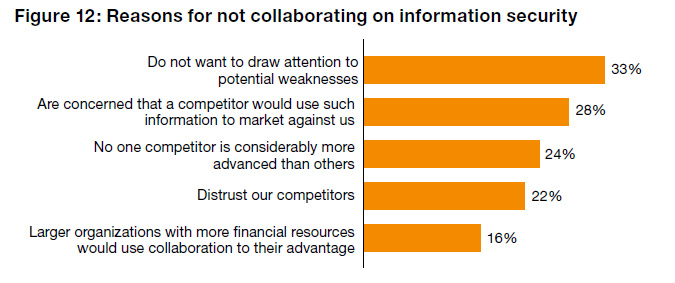 Figure 12: Reasons for not collaborating on information security
Do not want to draw attention to
potential weaknesses
33%
Are concerned that a competitor would use such
information to market against us
28%
No one competitor is considerably more
advanced than others
24%
Distrust our competitors
22%
Larger organizations with more financial resources
would use collaboration to their advantage
16%